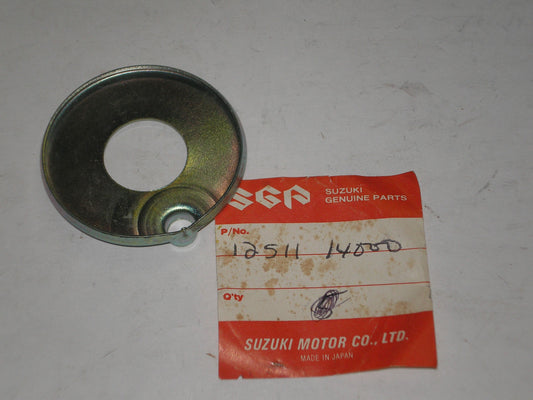 SGP SUZUKI
GENUINE PARTS
P/No.
12511 14000
Q'ty
SUZUKI MOTOR CO., LTD.
MADE IN JAPAN